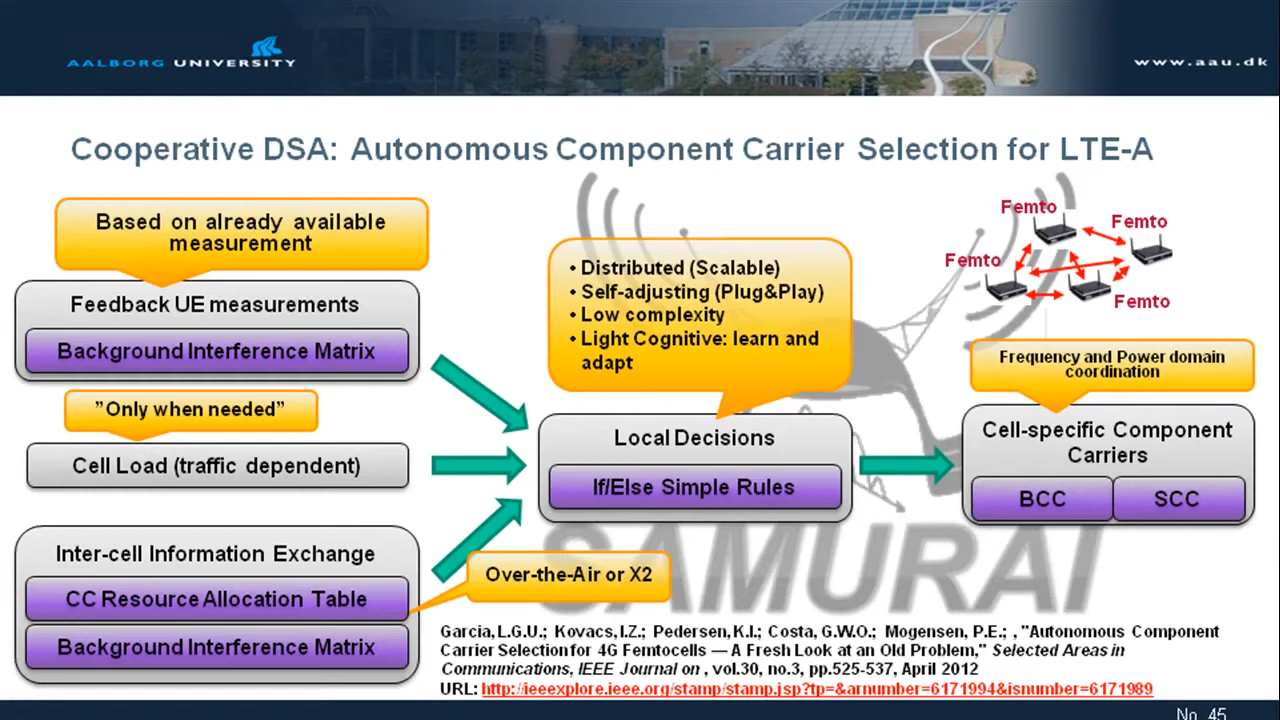 AALBORG UNIVERSITY
www.aau.dk
Cooperative DSA: Autonomous Component Carrier Selection for LTE-A
Based on already available
measurement
Feedback UE measurements
Background Interference Matrix
”Only when needed”
Cell Load (traffic dependent)
Inter-cell Information Exchange
CC Resource Allocation Table
Background Interference Matrix
Over-the-Air or X2
• Distributed (Scalable)
• Self-adjusting (Plug&Play)
• Low complexity
• Light Cognitive: learn and
adapt
Local Decisions
If/Else Simple Rules
Femto
Femto
Femto
Femto
Frequency and Power domain
coordination
Cell-specific Component
Carriers
BCC
SCC
SAMURAI
Garcia, L.G.U.; Kovacs, I.Z.; Pedersen, K.I.; Costa, G.W.O.; Mogensen, P.E.; , "Autonomous Component
Carrier Selection for 4G Femtocells — A Fresh Look at an Old Problem," Selected Areas in
Communications, IEEE Journal on , vol.30, no.3, pp.525-537, April 2012
URL: http://ieeexplore.ieee.org/stamp/stamp.jsp?tp=&arnumber=6171994&isnumber=6171989
No. 45